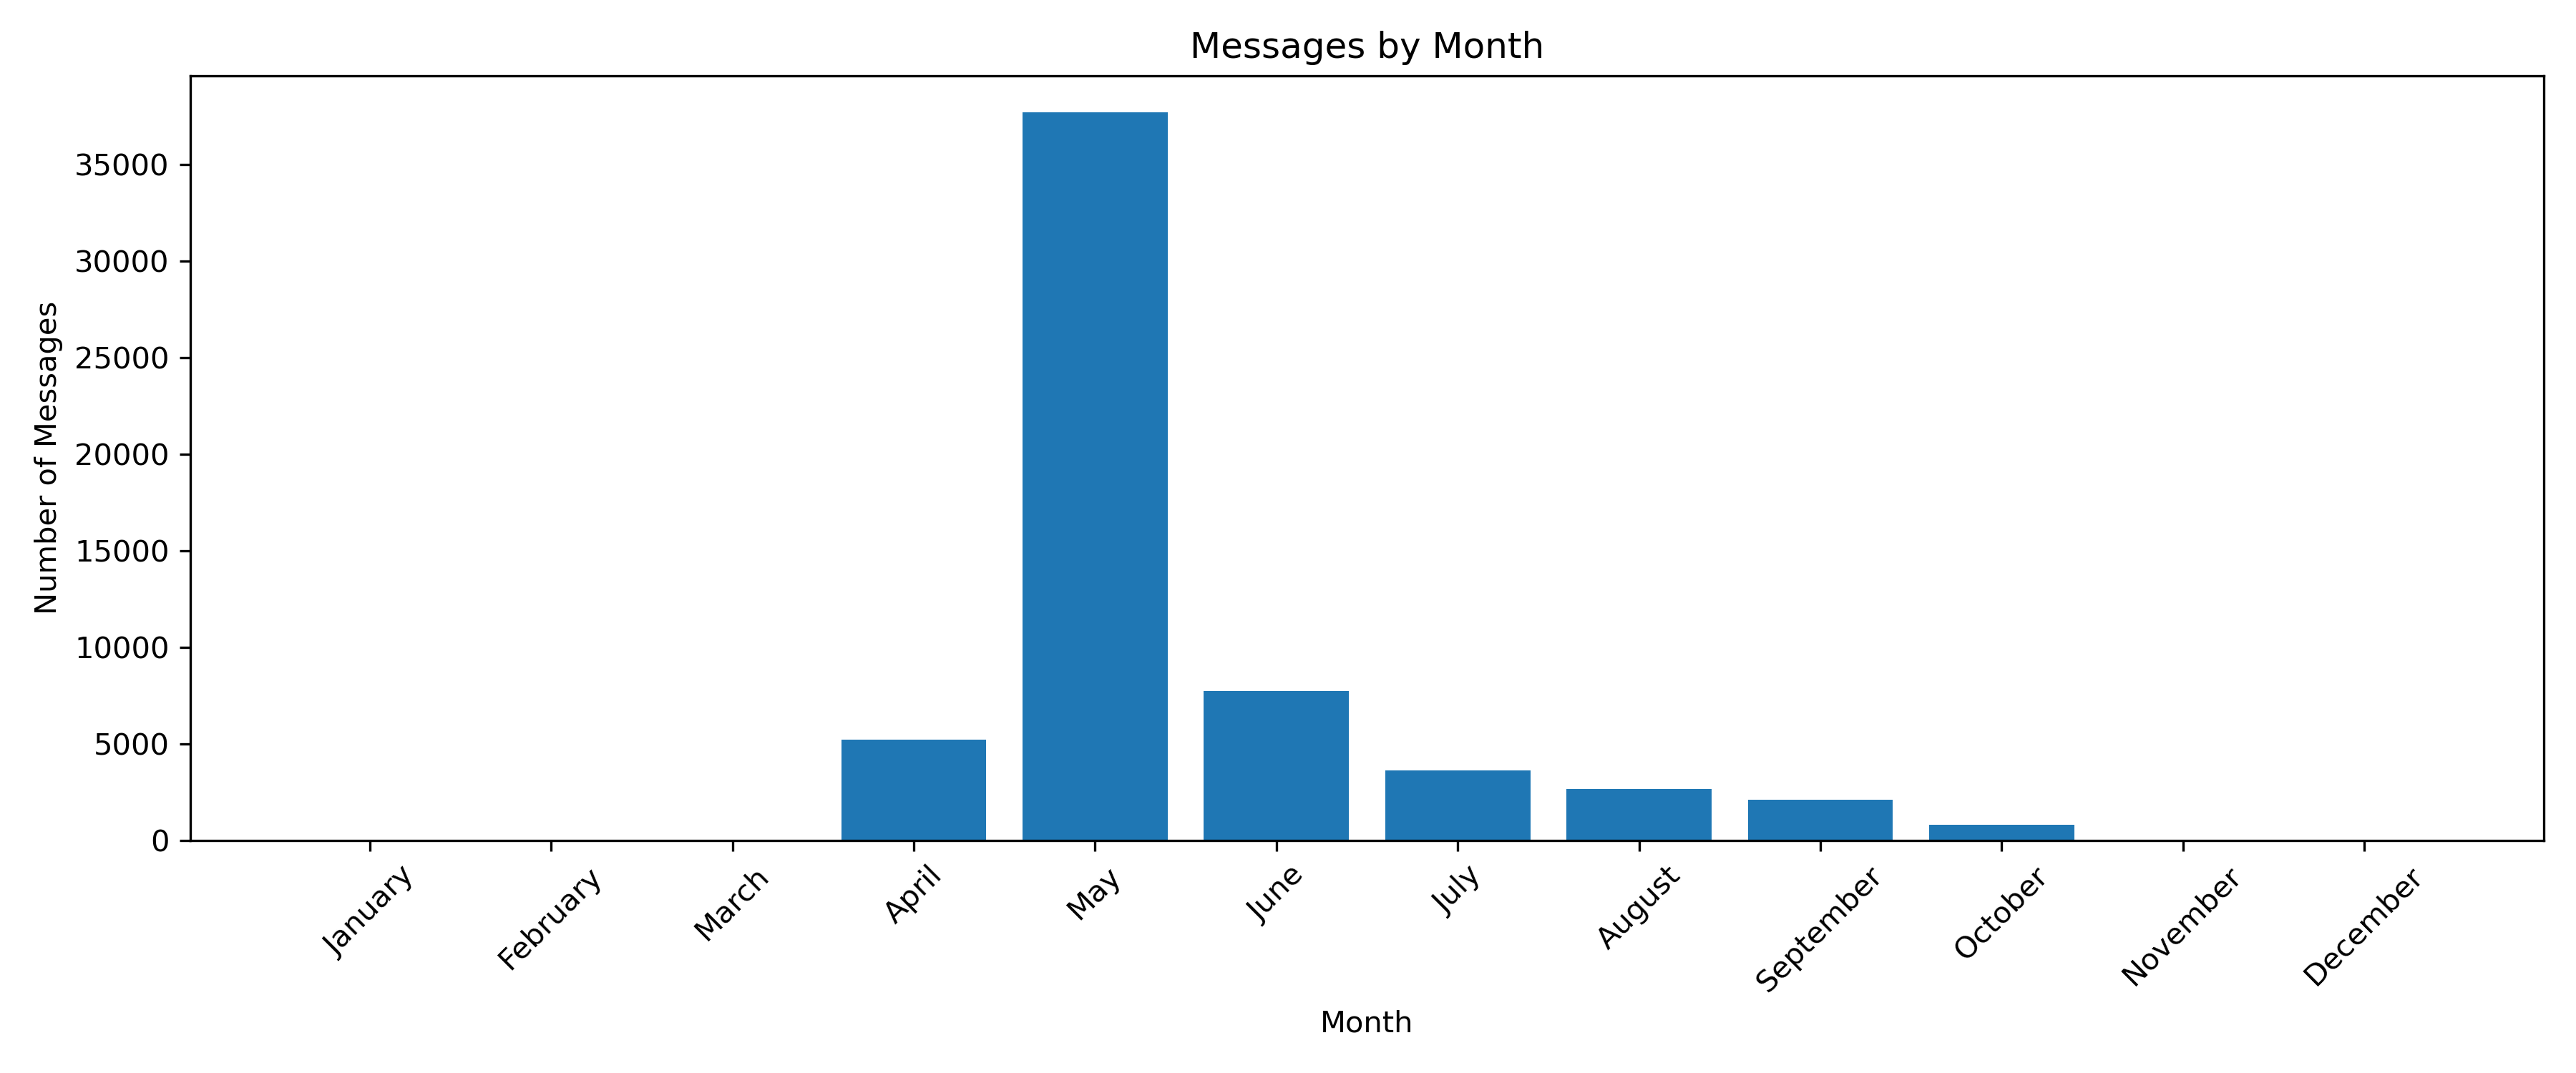 Messages by Month
Number of Messages
35000
30000
25000
20000
15000
10000
5000
0
January
February
March
April
May
June
July
August
September
October
November
December
Month